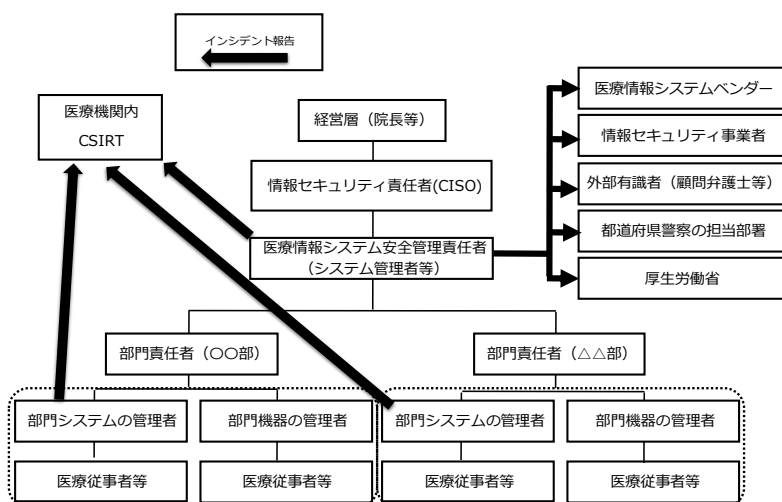 インシデント報告
医療機関内
CSIRT
経営層（院長等）
情報セキュリティ責任者(CISO)
医療情報システム安全管理責任者
（システム管理者等）
医療情報システムベンダー
情報セキュリティ事業者
外部有識者（顧問弁護士等）
都道府県警察の担当部署
厚生労働省
部門責任者（〇〇部）
部門責任者（△△部）
部門システムの管理者
部門機器の管理者
部門システムの管理者
部門機器の管理者
医療従事者等
医療従事者等
医療従事者等
医療従事者等